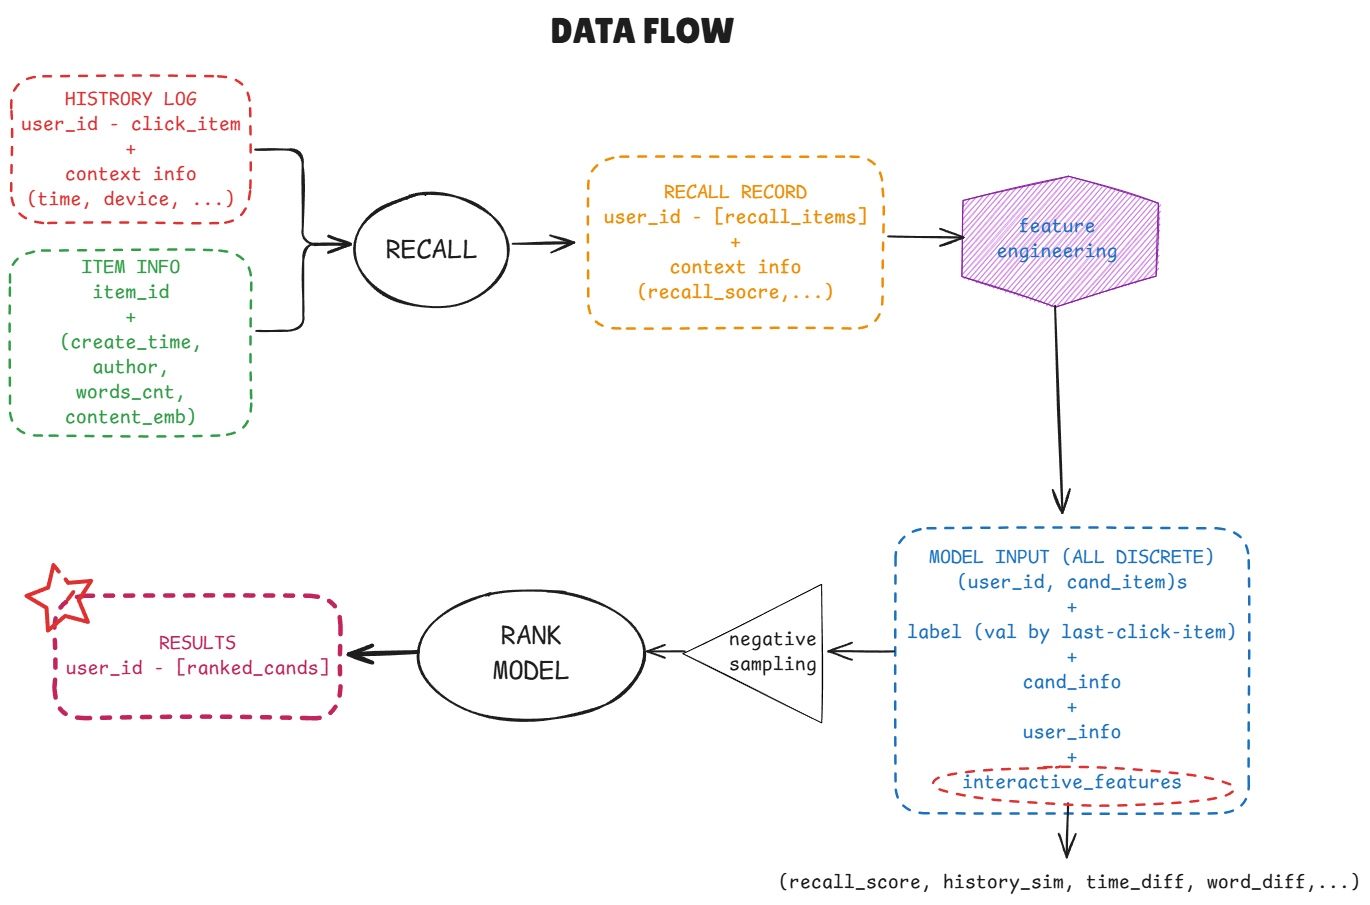 DATA FLOW
HISTRORY LOG
user_id - click_item
+
context info
(time, device, ...)
ITEM INFO
item_id
+
(create_time,
author,
words_cnt,
content_emb)
RECALL
RECALL RECORD
user_id - [recall_items]
+
context info
(recall_socre,...)
feature
engineering
MODEL INPUT (ALL DISCRETE)
(user_id, cand_item)s
+
label (val by last-click-item)
+
cand_info
+
user_info
+
interactive_features
(recall_score, history_sim, time_diff, word_diff,...)
negative
sampling
RANK
MODEL
RESULTS
user_id - [ranked_cands]